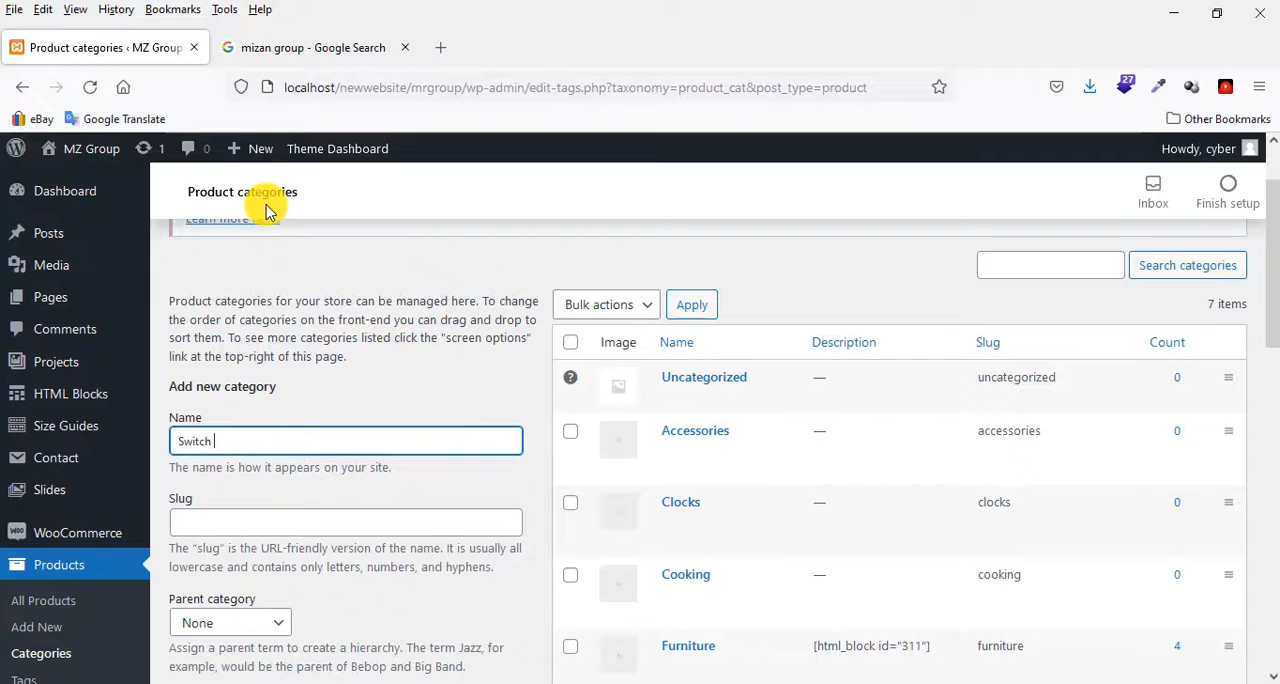 File Edit View History Bookmarks Tools Help
Product categories ‹ MZ Group
mizan group - Google Search
localhost/newwebsite/mrgroup/wp-admin/edit-tags.php?taxonomy=product_cat&post_type=product
27
eBay Google Translate Other Bookmarks
MZ Group 1 0 New Theme Dashboard Howdy, cyber
Dashboard
Posts
Media
Pages
Comments
Projects
HTML Blocks
Size Guides
Contact
Slides
WooCommerce
Products
All Products
Add New
Categories
Tags
Product categories
Inbox
Finish setup
Learn more
Search categories
Product categories for your store can be managed here. To change
the order of categories on the front-end you can drag and drop to
sort them. To see more categories listed click the "screen options"
link at the top-right of this page.
Add new category
Name
Switch
The name is how it appears on your site.
Slug
The “slug” is the URL-friendly version of the name. It is usually all
lowercase and contains only letters, numbers, and hyphens.
Parent category
None
Assign a parent term to create a hierarchy. The term Jazz, for
example, would be the parent of Bebop and Big Band.
Bulk actions Apply 7 items
Image Name Description Slug Count
Uncategorized — uncategorized 0
Accessories — accessories 0
Clocks — clocks 0
Cooking — cooking 0
Furniture [html_block id="311"] furniture 4